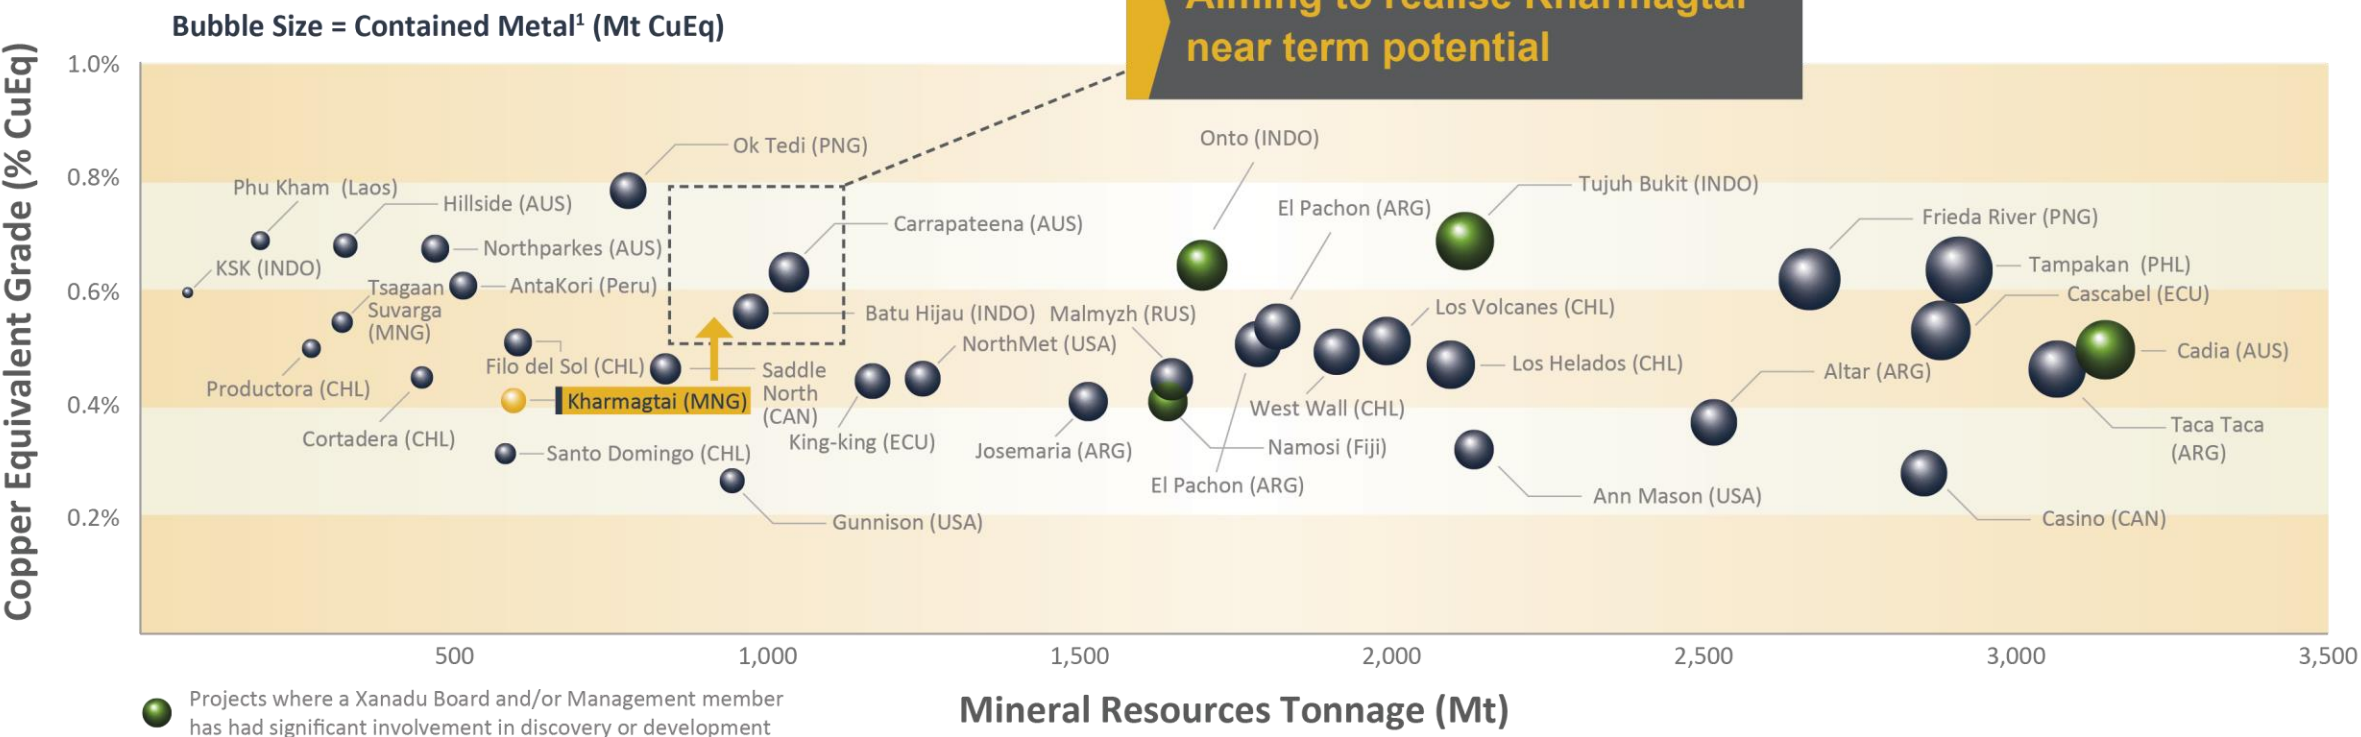 Bubble Size = Contained Metal¹ (Mt CuEq)
Aiming to realise Kharmagtai
near term potential
Copper Equivalent Grade (% CuEq)
1.0%
0.8%
0.6%
0.4%
0.2%
Ok Tedi (PNG)
Onto (INDO)
Phu Kham (Laos)
Hillside (AUS)
Tujuh Bukit (INDO)
El Pachon (ARG)
Frieda River (PNG)
Carrapateena (AUS)
Northparkes (AUS)
KSK (INDO)
Tampakan (PHL)
Tsagaan
Suvarga
(MNG)
AntaKori (Peru)
Cascabel (ECU)
Batu Hijau (INDO)
Malmyzh (RUS)
Los Volcanes (CHL)
NorthMet (USA)
Cadia (AUS)
Filo del Sol (CHL)
Saddle
North
(CAN)
Los Helados (CHL)
Altar (ARG)
Productora (CHL)
Kharmagtai (MNG)
West Wall (CHL)
Taca Taca
(ARG)
Cortadera (CHL)
King-king (ECU)
Josemaria (ARG)
Namosi (Fiji)
Santo Domingo (CHL)
El Pachon (ARG)
Ann Mason (USA)
Gunnison (USA)
Casino (CAN)
500
1,000
1,500
2,000
2,500
3,000
3,500
Mineral Resources Tonnage (Mt)
Projects where a Xanadu Board and/or Management member
has had significant involvement in discovery or development